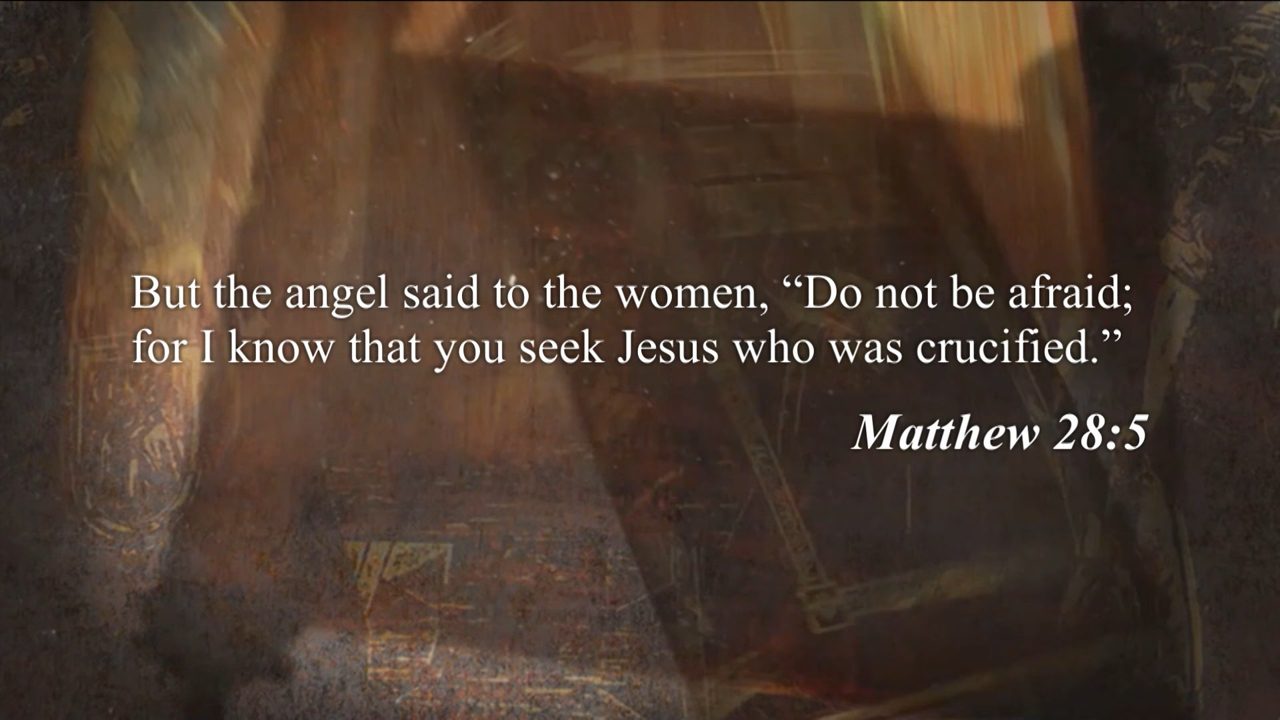 But the angel said to the women, “Do not be afraid;
for I know that you seek Jesus who was crucified.”
Matthew 28:5